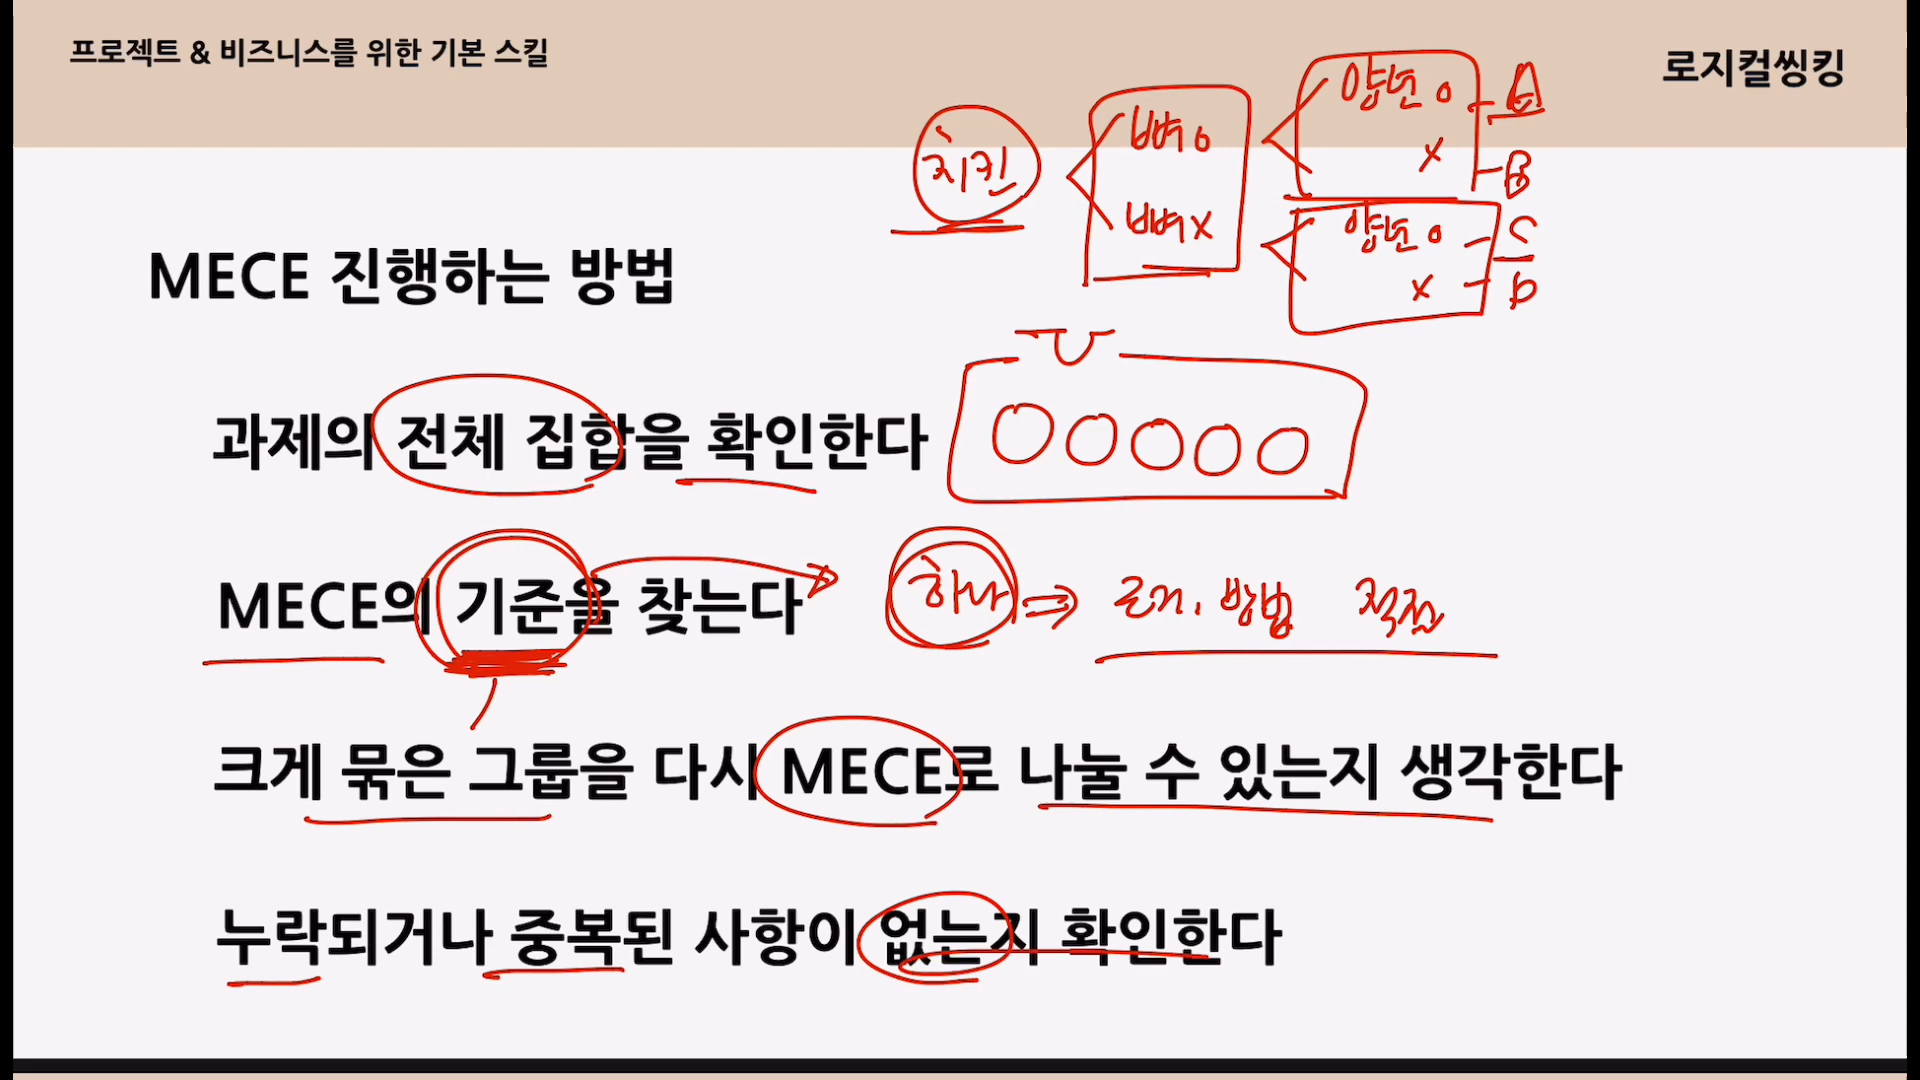 프로젝트 & 비즈니스를 위한 기본 스킬
로지컬씽킹
치킨
뼈 o
뼈 x
양념 o
x
A
B
양념 o
x
C
D
MECE 진행하는 방법
과제의 전체 집합을 확인한다
MECE의 기준을 찾는다
하나 ⇒ 근거, 방법
크게 묶은 그룹을 다시 MECE로 나눌 수 있는지 생각한다
누락되거나 중복된 사항이 없는지 확인한다